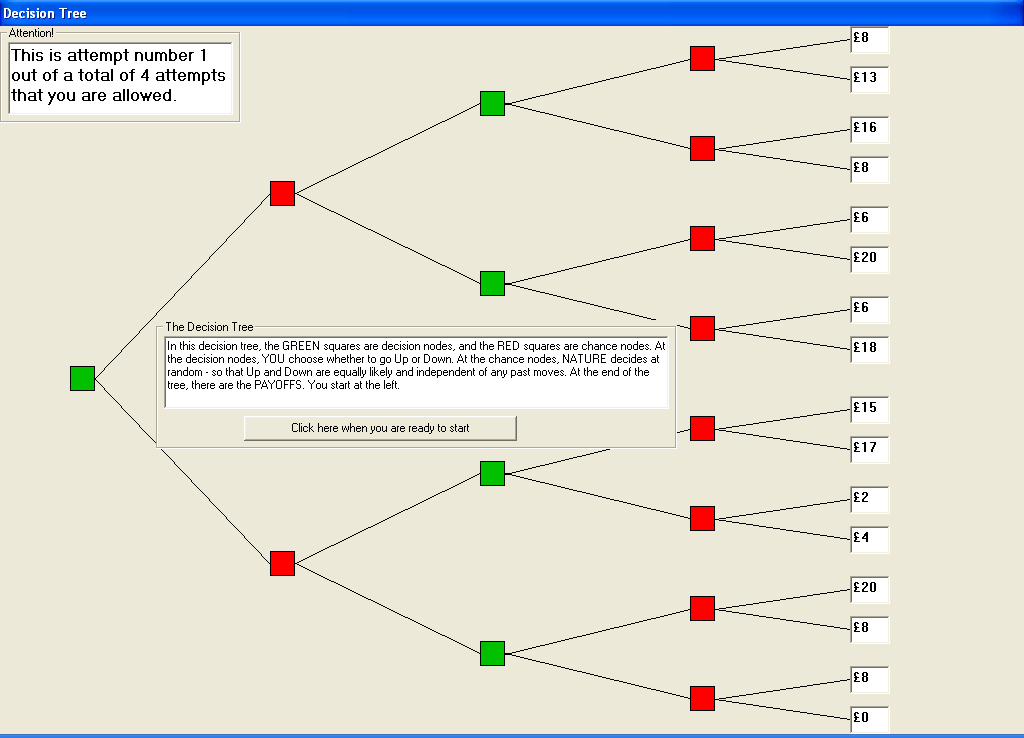 Decision Tree
Attention!
This is attempt number 1
out of a total of 4 attempts
that you are allowed.
£8
£13
£16
£8
£6
£20
£6
£18
The Decision Tree
In this decision tree, the GREEN squares are decision nodes, and the RED squares are chance nodes. At
the decision nodes, YOU choose whether to go Up or Down. At the chance nodes, NATURE decides at
random - so that Up and Down are equally likely and independent of any past moves. At the end of the
tree, there are the PAYOFFS. You start at the left.
Click here when you are ready to start
£15
£17
£2
£4
£20
£8
£8
£0